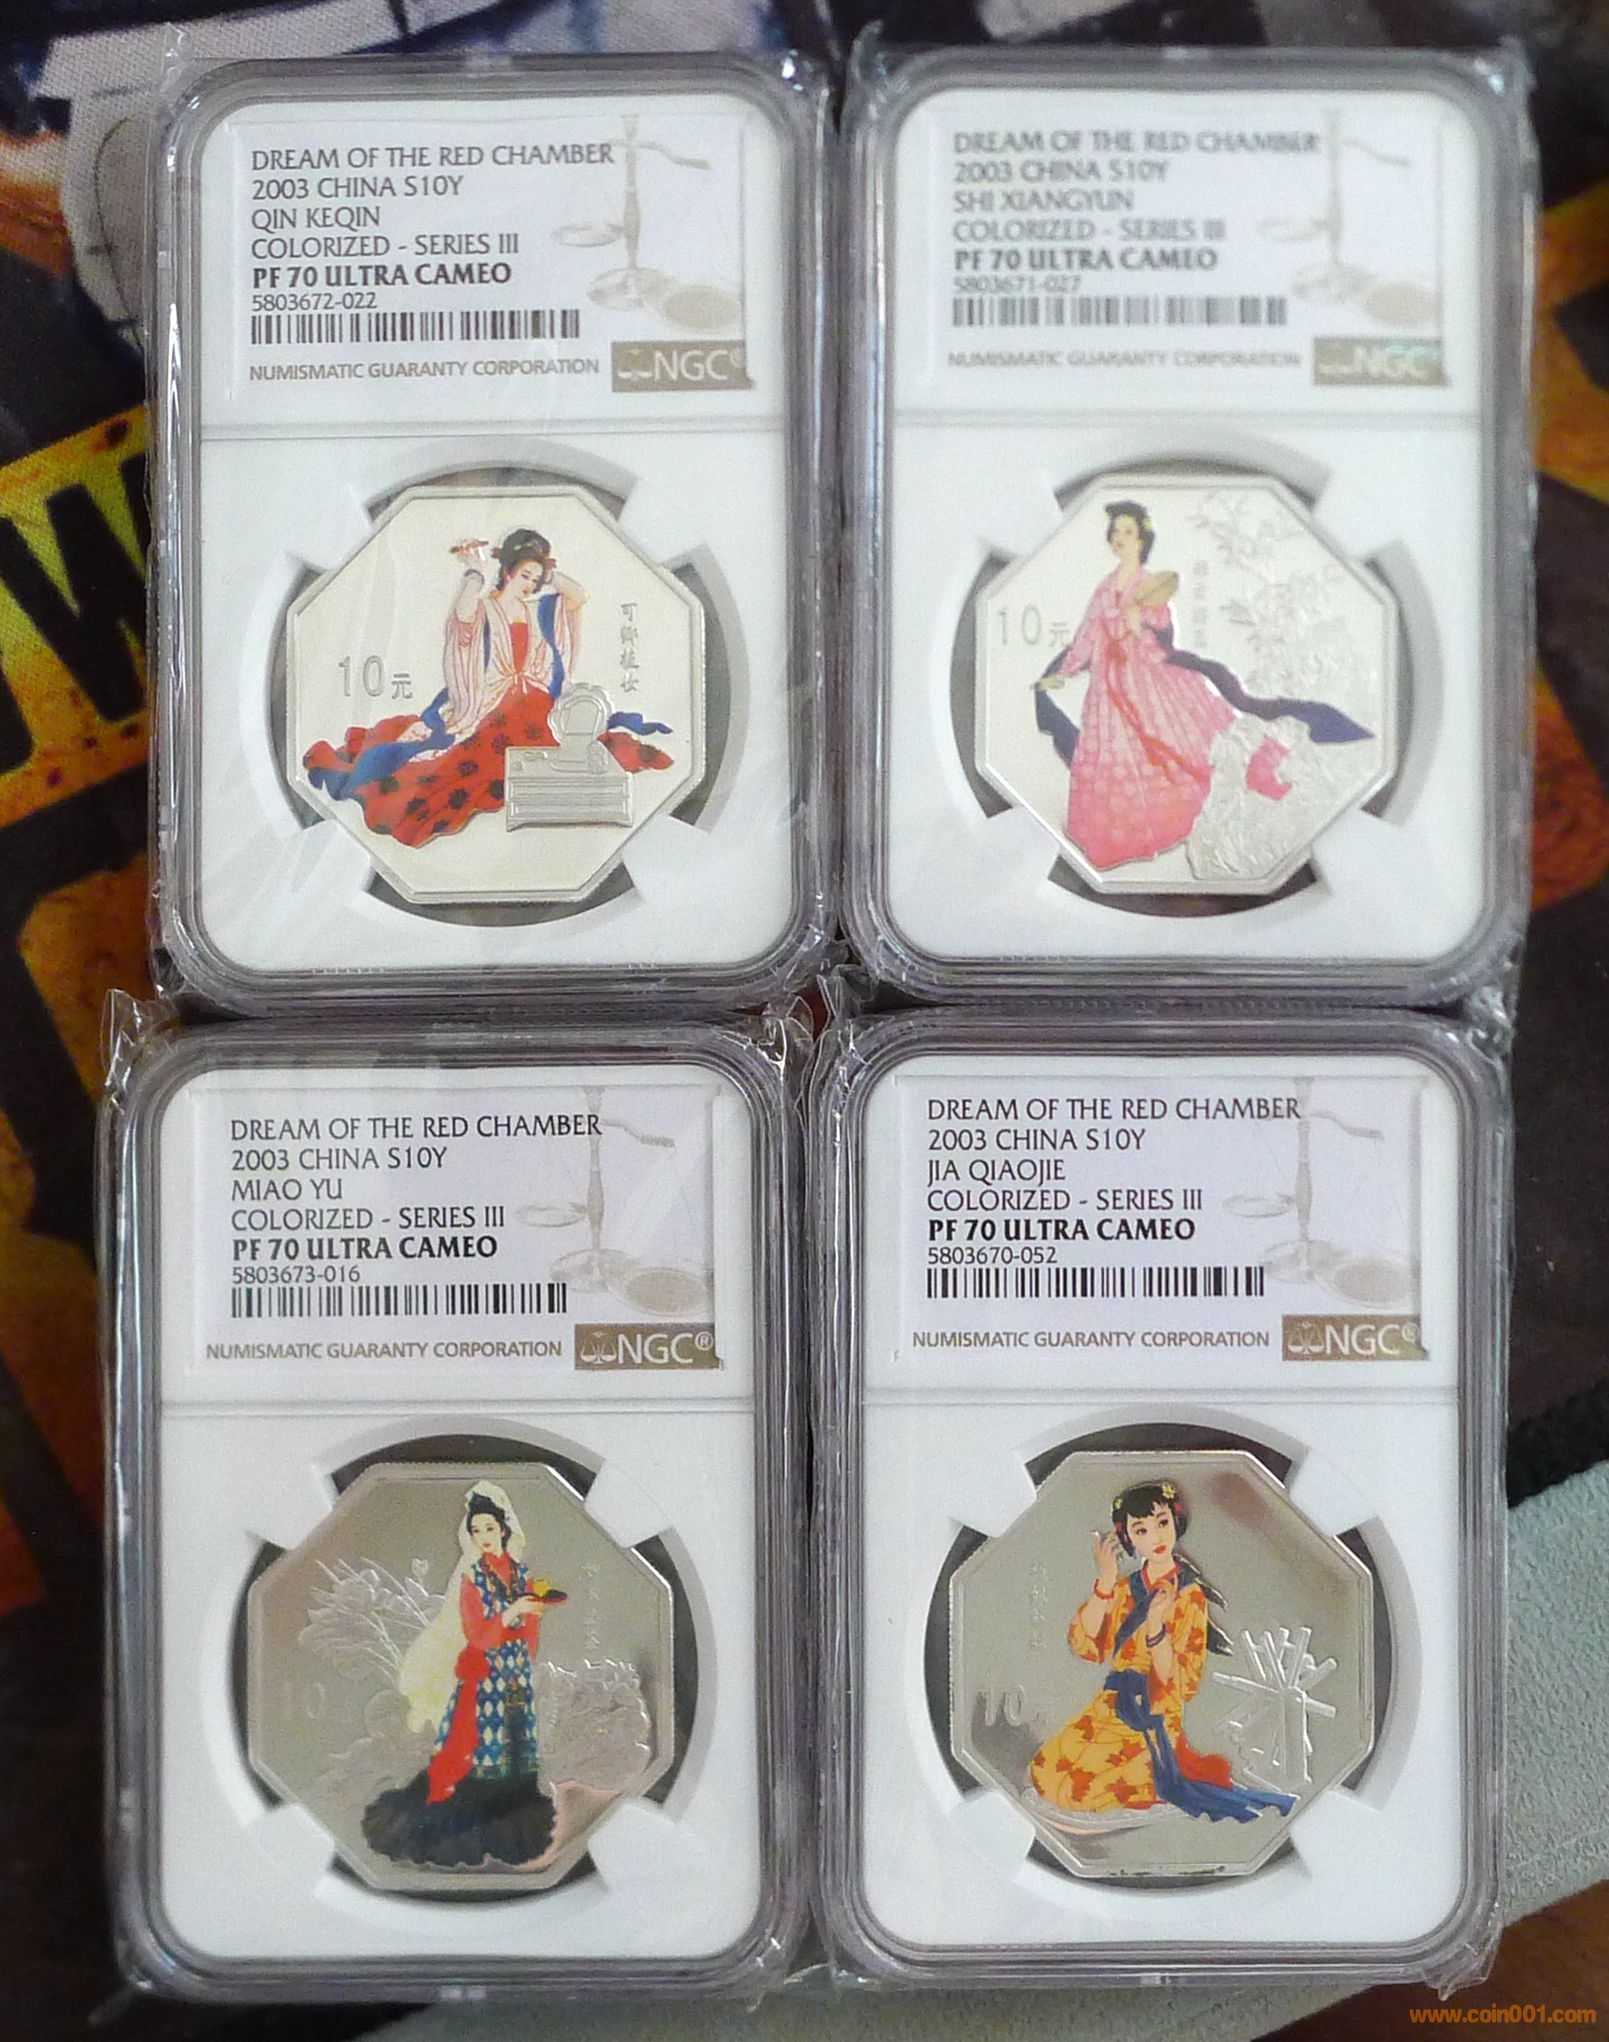 DREAM OF THE RED CHAMBER
2003 CHINA S10Y
QIN KEQIN
COLORIZED - SERIES III
PF 70 ULTRA CAMEO
5803672-022
NUMISMATIC GUARANTY CORPORATION
NGC®
10元
可卿梳妆
DREAM OF THE RED CHAMBER
2003 CHINA S10Y
SHI XIANGYUN
COLORIZED - SERIES III
PF 70 ULTRA CAMEO
5803671-027
NUMISMATIC GUARANTY CORPORATION
NGC
10元
DREAM OF THE RED CHAMBER
2003 CHINA S10Y
MIAO YU
COLORIZED - SERIES III
PF 70 ULTRA CAMEO
5803673-016
NUMISMATIC GUARANTY CORPORATION
NGC®
10
DREAM OF THE RED CHAMBER
2003 CHINA S10Y
JIA QIAOJIE
COLORIZED - SERIES III
PF 70 ULTRA CAMEO
5803670-052
NUMISMATIC GUARANTY CORPORATION
NGC®
10
www.coin001.com